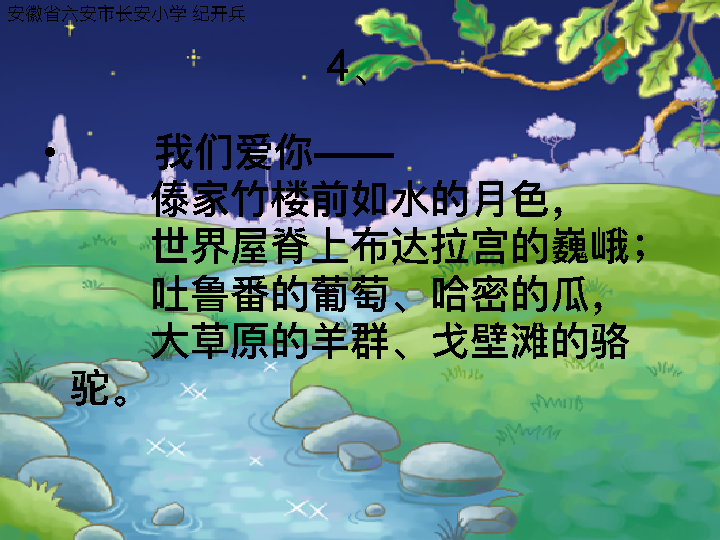 安徽省六安市长安小学 纪开兵
4、
• 我们爱你——
傣家竹楼前如水的月色，
世界屋脊上布达拉宫的巍峨；
吐鲁番的葡萄、哈密的瓜，
大草原的羊群、戈壁滩的骆
驼。